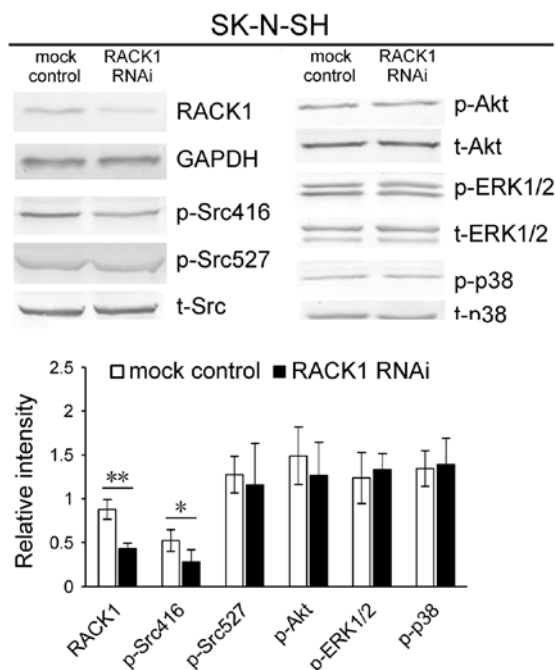 SK-N-SH
mock
control
RACK1
RNAi
RACK1
GAPDH
p-Src416
p-Src527
t-Src
mock
control
RACK1
RNAi
p-Akt
t-Akt
p-ERK1/2
t-ERK1/2
p-p38
t-p38
mock control
RACK1 RNAi
Relative intensity
2.5
2
1.5
1
0.5
0
**
*
RACK1
p-Src416
p-Src527
p-Akt
p-ERK1/2
p-p38